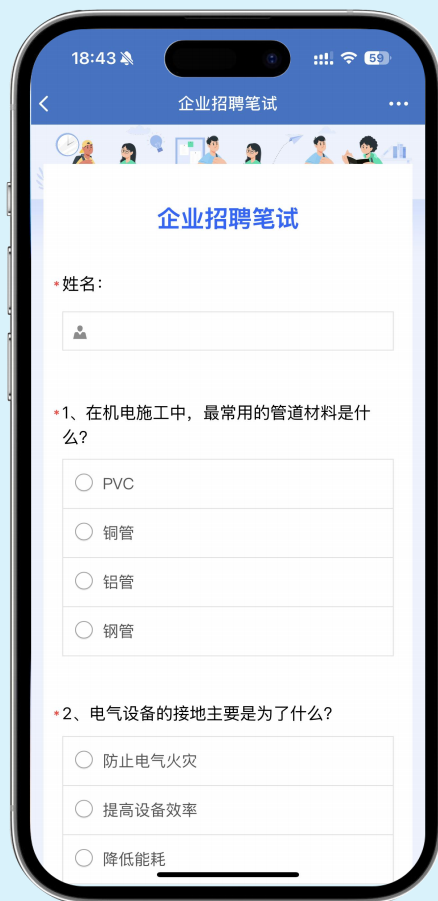 18:43
59
企业招聘笔试
企业招聘笔试
*姓名：
*1、在机电施工中，最常用的管道材料是什
么？
PVC
铜管
铝管
钢管
*2、电气设备的接地主要是为了什么？
防止电气火灾
提高设备效率
降低能耗